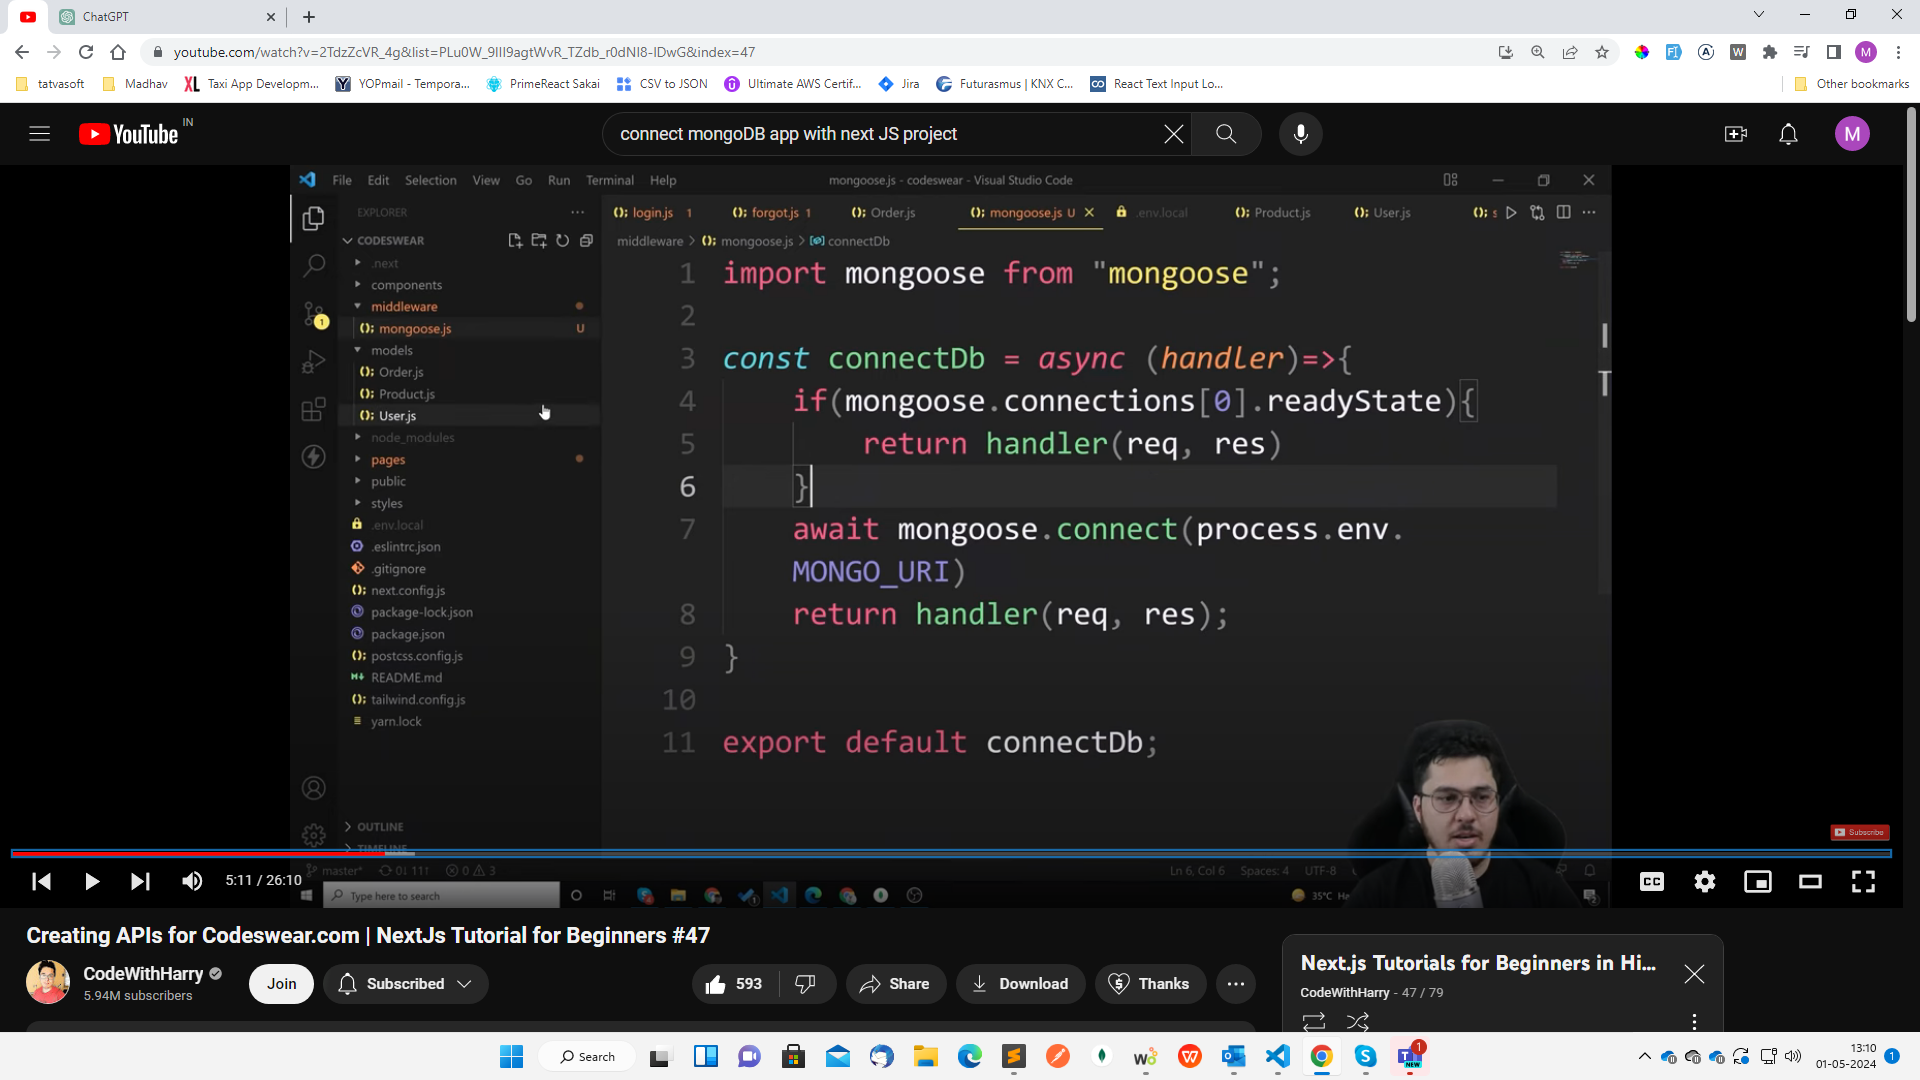 ChatGPT
youtube.com/watch?v=2TdzZcVR_4g&list=PLu0W_9lII9agtWvR_TZdb_r0dNI8-IDwG&index=47
tatvasoft Madhav Taxi App Developm... YOPmail - Tempora... PrimeReact Sakai CSV to JSON Ultimate AWS Certif... Jira Futurasmus | KNX C... React Text Input Lo... Other bookmarks
YouTube IN connect mongoDB app with next JS project M
File Edit Selection View Go Run Terminal Help mongoose.js - codeswear - Visual Studio Code
EXPLORER
login.js 1 forgot.js 1 Order.js mongoose.js U .env.local Product.js User.js s
CODESWEAR
middleware > mongoose.js > connectDb
.next
components
middleware
mongoose.js U
models
Order.js
Product.js
User.js
node_modules
pages
public
styles
.env.local
.eslintrc.json
.gitignore
next.config.js
package-lock.json
package.json
postcss.config.js
README.md
tailwind.config.js
yarn.lock
OUTLINE
TIMELINE
1 import mongoose from "mongoose";
2
3 const connectDb = async (handler)=>{
4 if(mongoose.connections[0].readyState){
5 return handler(req, res)
6 }
7 await mongoose.connect(process.env.
MONGO_URI)
8 return handler(req, res);
9 }
10
11 export default connectDb;
Subscribe
master* 0↓ 11↑ 0 3 Ln 6, Col 6 Spaces: 4 UTF-8
5:11 / 26:10
Type here to search 35°C
Creating APIs for Codeswear.com | NextJs Tutorial for Beginners #47
CodeWithHarry
5.94M subscribers
Join Subscribed 593 Share Download Thanks
Next.js Tutorials for Beginners in Hi...
CodeWithHarry - 47 / 79
Search
13:10
01-05-2024
1